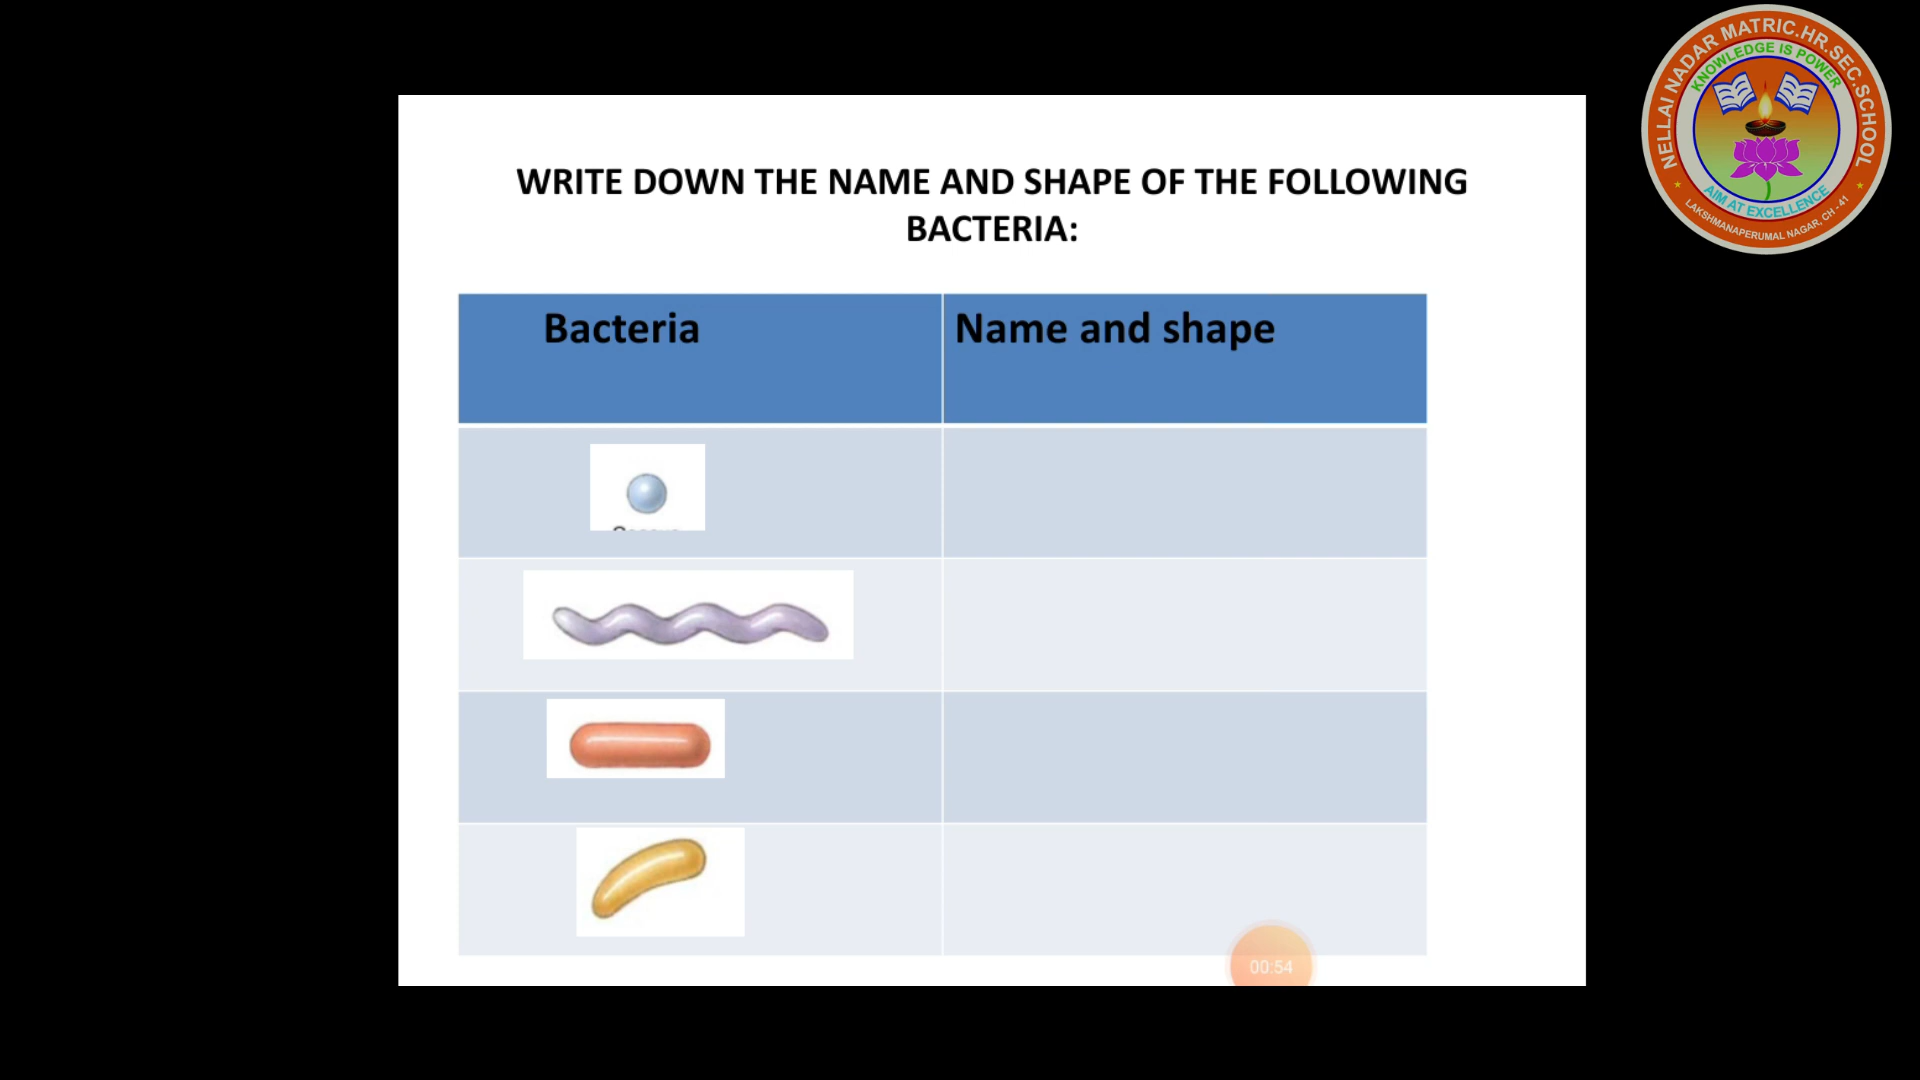 NELLAI NADAR MATRIC.HR.SEC.SCHOOL
KNOWLEDGE IS POWER
AIM AT EXCELLENCE
LAKSHMANAPERUMAL NAGAR, CH - 41
WRITE DOWN THE NAME AND SHAPE OF THE FOLLOWING
BACTERIA:
Bacteria
Name and shape
00:54